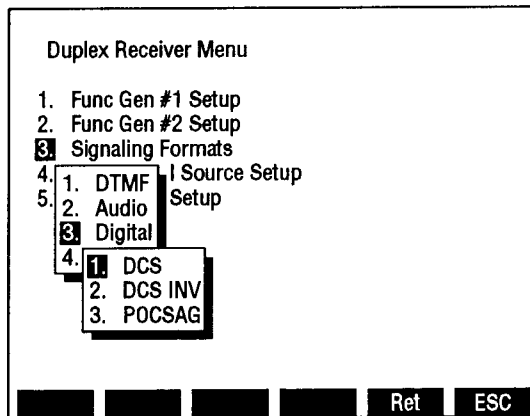 Duplex Receiver Menu
1. Func Gen #1 Setup
2. Func Gen #2 Setup
3. Signaling Formats
4. l Source Setup
5. Setup
1. DTMF
2. Audio
3. Digital
4.
1. DCS
2. DCS INV
3. POCSAG
Ret ESC